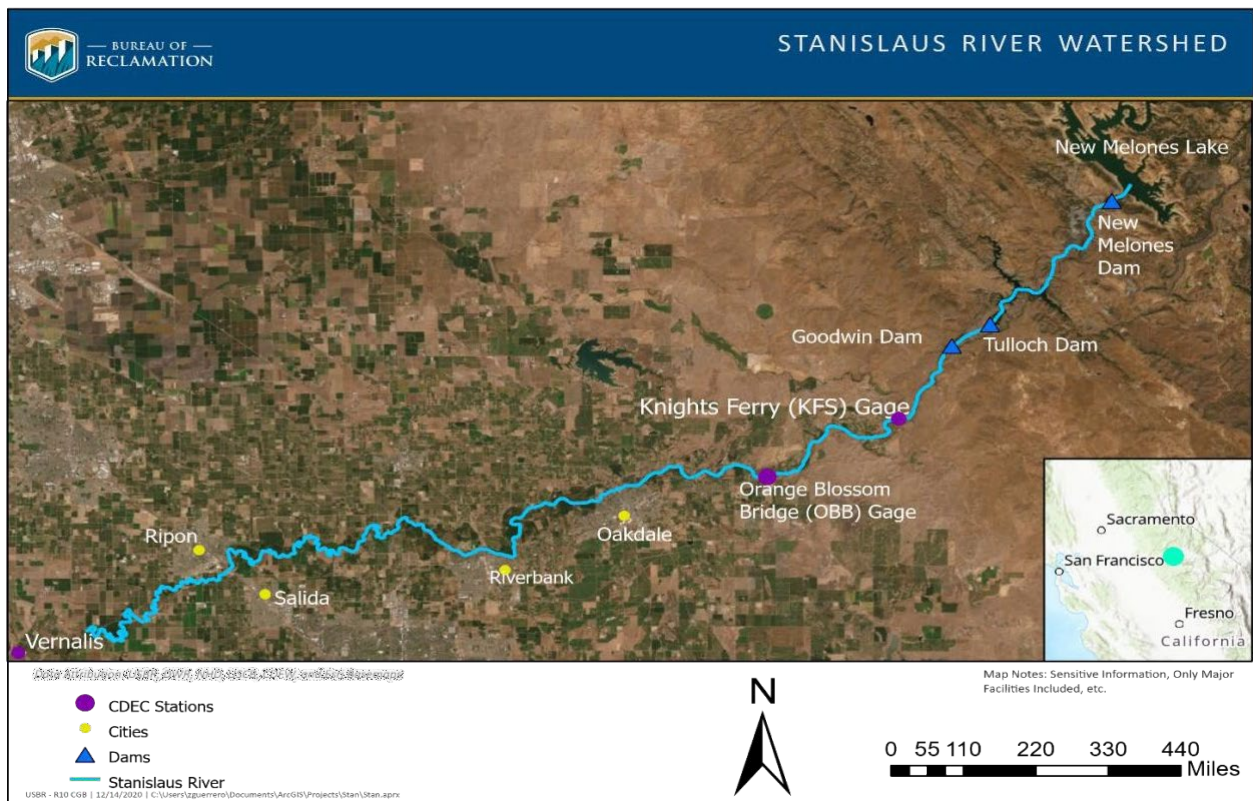 BUREAU OF
RECLAMATION
STANISLAUS RIVER WATERSHED
New Melones Lake
New
Melones
Dam
Goodwin Dam
Tulloch Dam
Knights Ferry (KFS) Gage
Orange Blossom
Bridge (OBB) Gage
Oakdale
Ripon
Riverbank
Salida
Vernalis
Sacramento
San Francisco
Fresno
California
CDEC Stations
Cities
Dams
Stanislaus River
USBR - R10 CGB | 12/14/2020 | C:\Users\zguerrero\Documents\ArcGIS\Projects\Stan\Stan.aprx
N
Map Notes: Sensitive Information, Only Major
Facilities Included, etc.
0 55 110 220 330 440
Miles